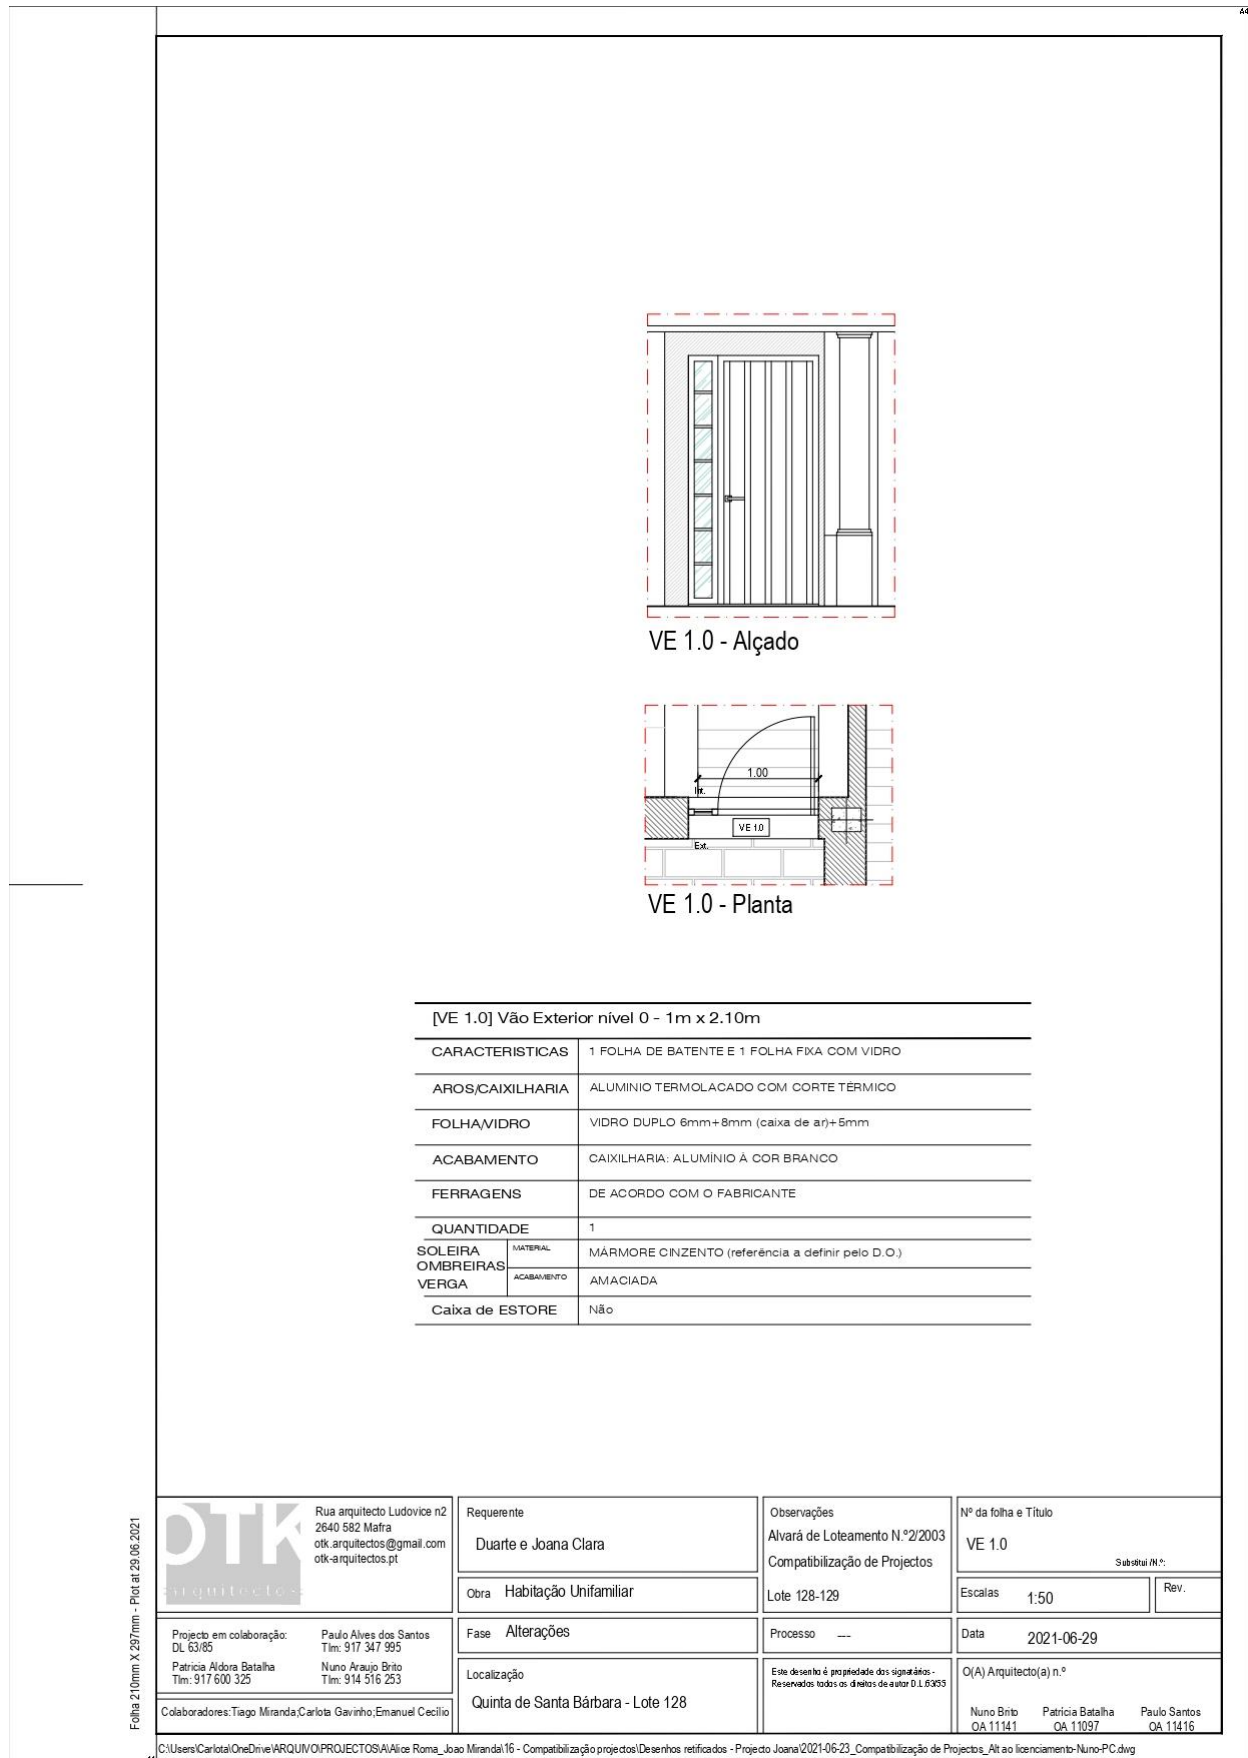 A4
VE 1.0 - Alçado
1.00
Int.
VE 1.0
Ext.
VE 1.0 - Planta
[VE 1.0] Vão Exterior nível 0 - 1m x 2.10m
CARACTERISTICAS 1 FOLHA DE BATENTE E 1 FOLHA FIXA COM VIDRO
AROS/CAIXILHARIA ALUMINIO TERMOLACADO COM CORTE TÉRMICO
FOLHA/VIDRO VIDRO DUPLO 6mm+8mm (caixa de ar)+5mm
ACABAMENTO CAIXILHARIA: ALUMÍNIO À COR BRANCO
FERRAGENS DE ACORDO COM O FABRICANTE
QUANTIDADE 1
SOLEIRA OMBREIRAS VERGA
MATERIAL MÁRMORE CINZENTO (referência a definir pelo D.O.)
ACABAMENTO AMACIADA
Caixa de ESTORE Não
Folha 210mm X 297mm - Plot at 29.06.2021
OTK
arquitectos
Rua arquitecto Ludovice n2
2640 582 Mafra
otk.arquitectos@gmail.com
otk-arquitectos.pt
Projecto em colaboração:
DL 63/85
Paulo Alves dos Santos
Tlm: 917 347 995
Patricia Aldora Batalha
Tlm: 917 600 325
Nuno Araujo Brito
Tlm: 914 516 253
Colaboradores:Tiago Miranda;Carlota Gavinho;Emanuel Cecílio
Requerente
Duarte e Joana Clara
Obra Habitação Unifamiliar
Fase Alterações
Localização
Quinta de Santa Bárbara - Lote 128
Observações
Alvará de Loteamento N.º2/2003
Compatibilização de Projectos
Lote 128-129
Processo ---
Este desenho é propriedade dos signatários -
Reservados todos os direitos de autor D.L.63/85
Nº da folha e Título
VE 1.0
Substitui /N.º:
Escalas 1:50
Rev.
Data 2021-06-29
O(A) Arquitecto(a) n.º
Nuno Brito
OA 11141
Patrícia Batalha
OA 11097
Paulo Santos
OA 11416
C:\Users\Carlota\OneDrive\ARQUIVO\PROJECTOS\A\Alice Roma_Joao Miranda\16 - Compatibilização projectos\Desenhos retificados - Projecto Joana\2021-06-23_Compatibilização de Projectos_Alt ao licenciamento-Nuno-PC.dwg